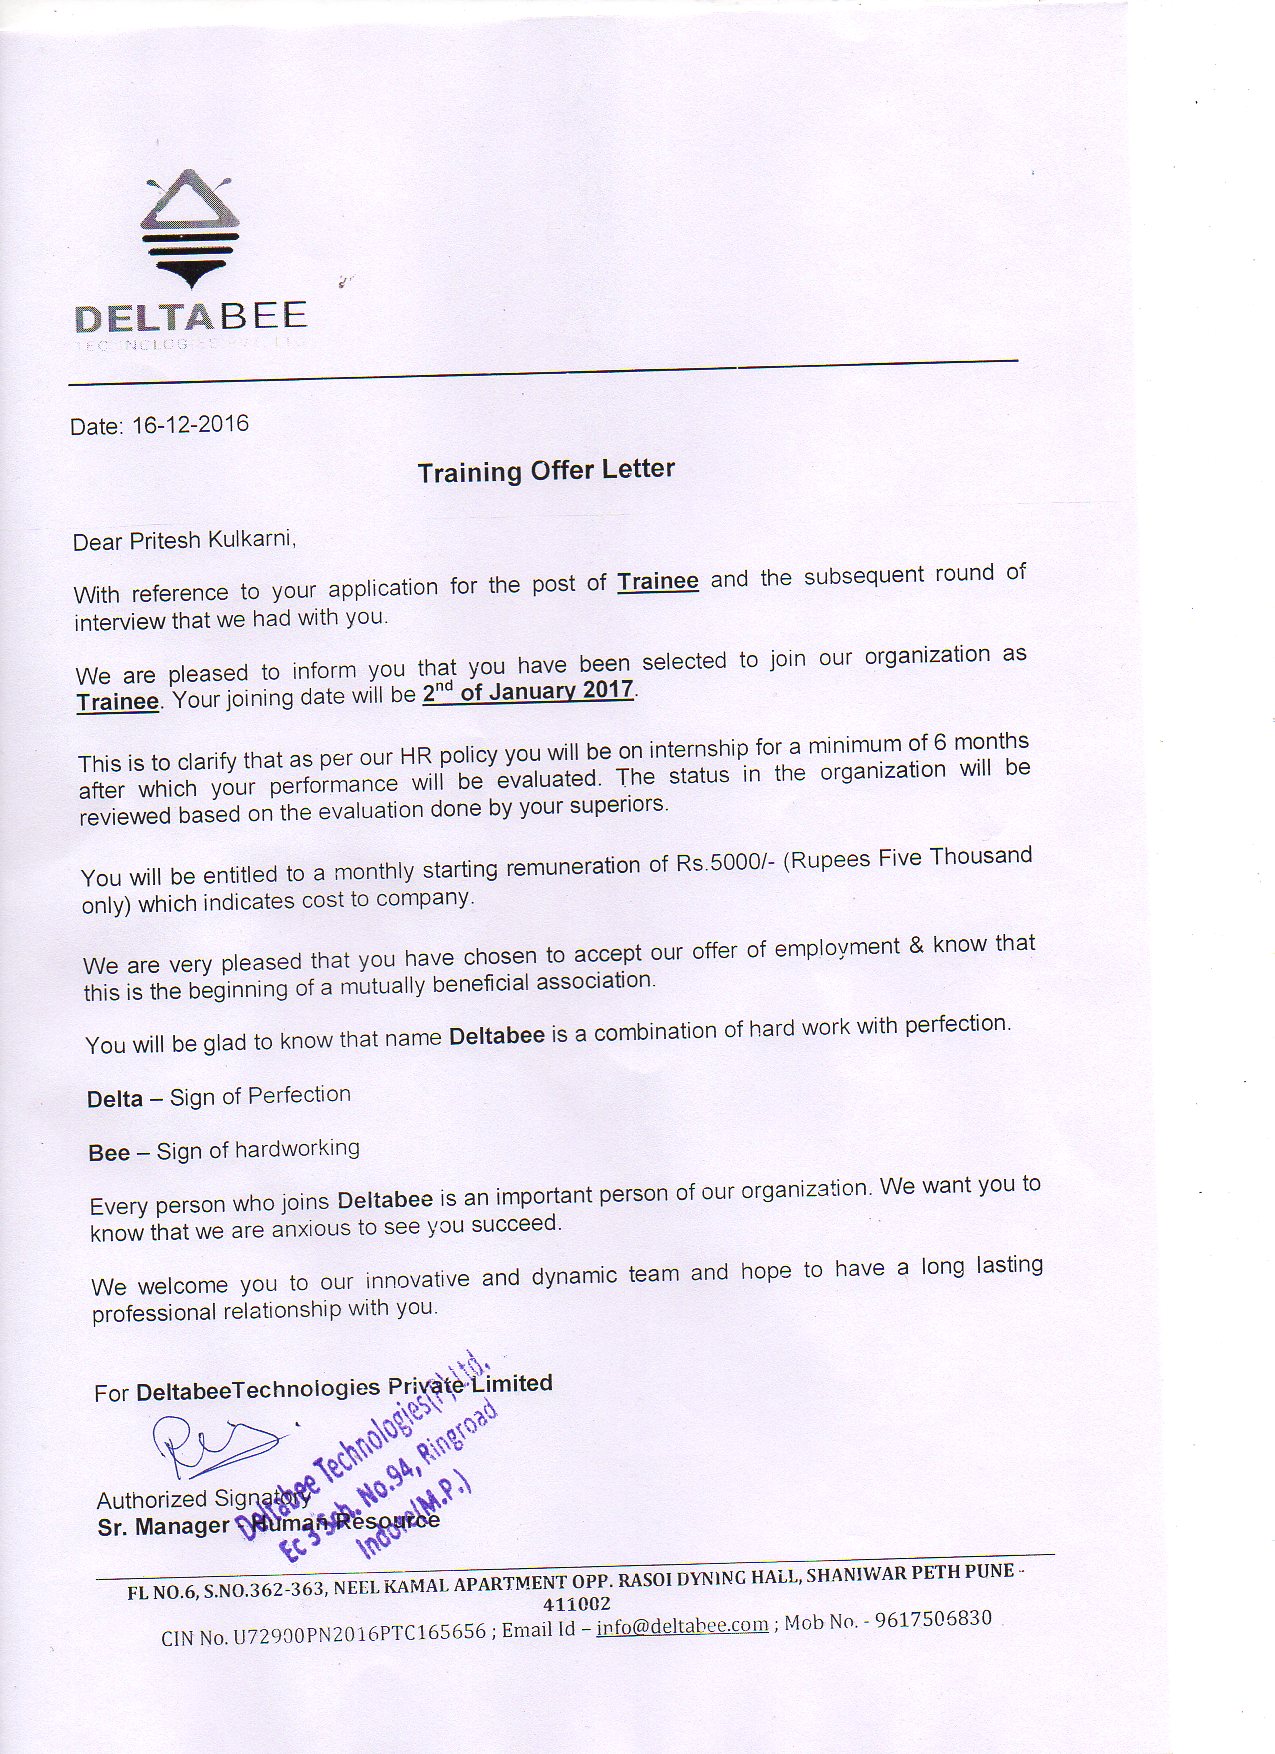 DELTABEE
Date: 16-12-2016
Training Offer Letter
Dear Pritesh Kulkarni,
With reference to your application for the post of Trainee and the subsequent round of
interview that we had with you.
We are pleased to inform you that you have been selected to join our organization as
Trainee. Your joining date will be 2nd of January 2017.
This is to clarify that as per our HR policy you will be on internship for a minimum of 6 months
after which your performance will be evaluated. The status in the organization will be
reviewed based on the evaluation done by your superiors.
You will be entitled to a monthly starting remuneration of Rs.5000/- (Rupees Five Thousand
only) which indicates cost to company.
We are very pleased that you have chosen to accept our offer of employment & know that
this is the beginning of a mutually beneficial association.
You will be glad to know that name Deltabee is a combination of hard work with perfection.
Delta – Sign of Perfection
Bee – Sign of hardworking
Every person who joins Deltabee is an important person of our organization. We want you to
know that we are anxious to see you succeed.
We welcome you to our innovative and dynamic team and hope to have a long lasting
professional relationship with you.
For DeltabeeTechnologies Private Limited
Deltabee Technologies(P)Ltd.
Ec 3 Sch. No.94, Ringroad
Indore(M.P.)
Authorized Signatory
Sr. Manager - Human Resource
FL NO.6, S.NO.362-363, NEEL KAMAL APARTMENT OPP. RASOI DYNING HALL, SHANIWAR PETH PUNE -
411002
CIN No. U72900PN2016PTC165656 ; Email Id – info@deltabee.com ; Mob No. - 9617506830